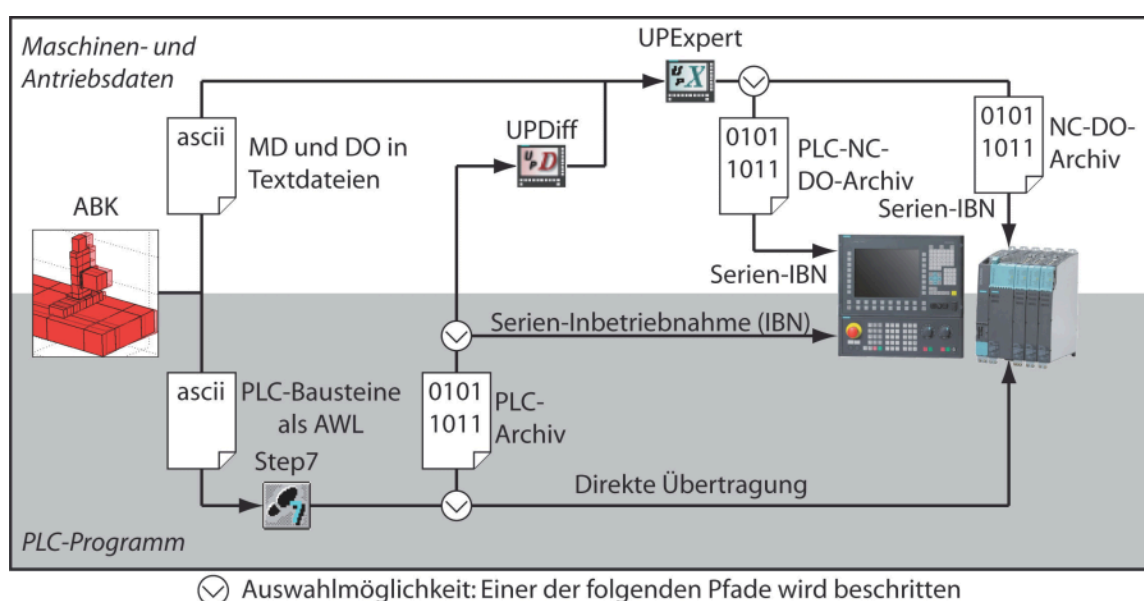 Maschinen- und
Antriebsdaten
UPExpert
ascii
MD und DO in
Textdateien
UPDiff
0101
1011
PLC-NC-
DO-Archiv
0101
1011
NC-DO-
Archiv
Serien-IBN
ABK
Serien-IBN
Serien-Inbetriebnahme (IBN)
ascii
PLC-Bausteine
als AWL
0101
1011
PLC-
Archiv
Step7
Direkte Übertragung
PLC-Programm
Auswahlmöglichkeit: Einer der folgenden Pfade wird beschritten